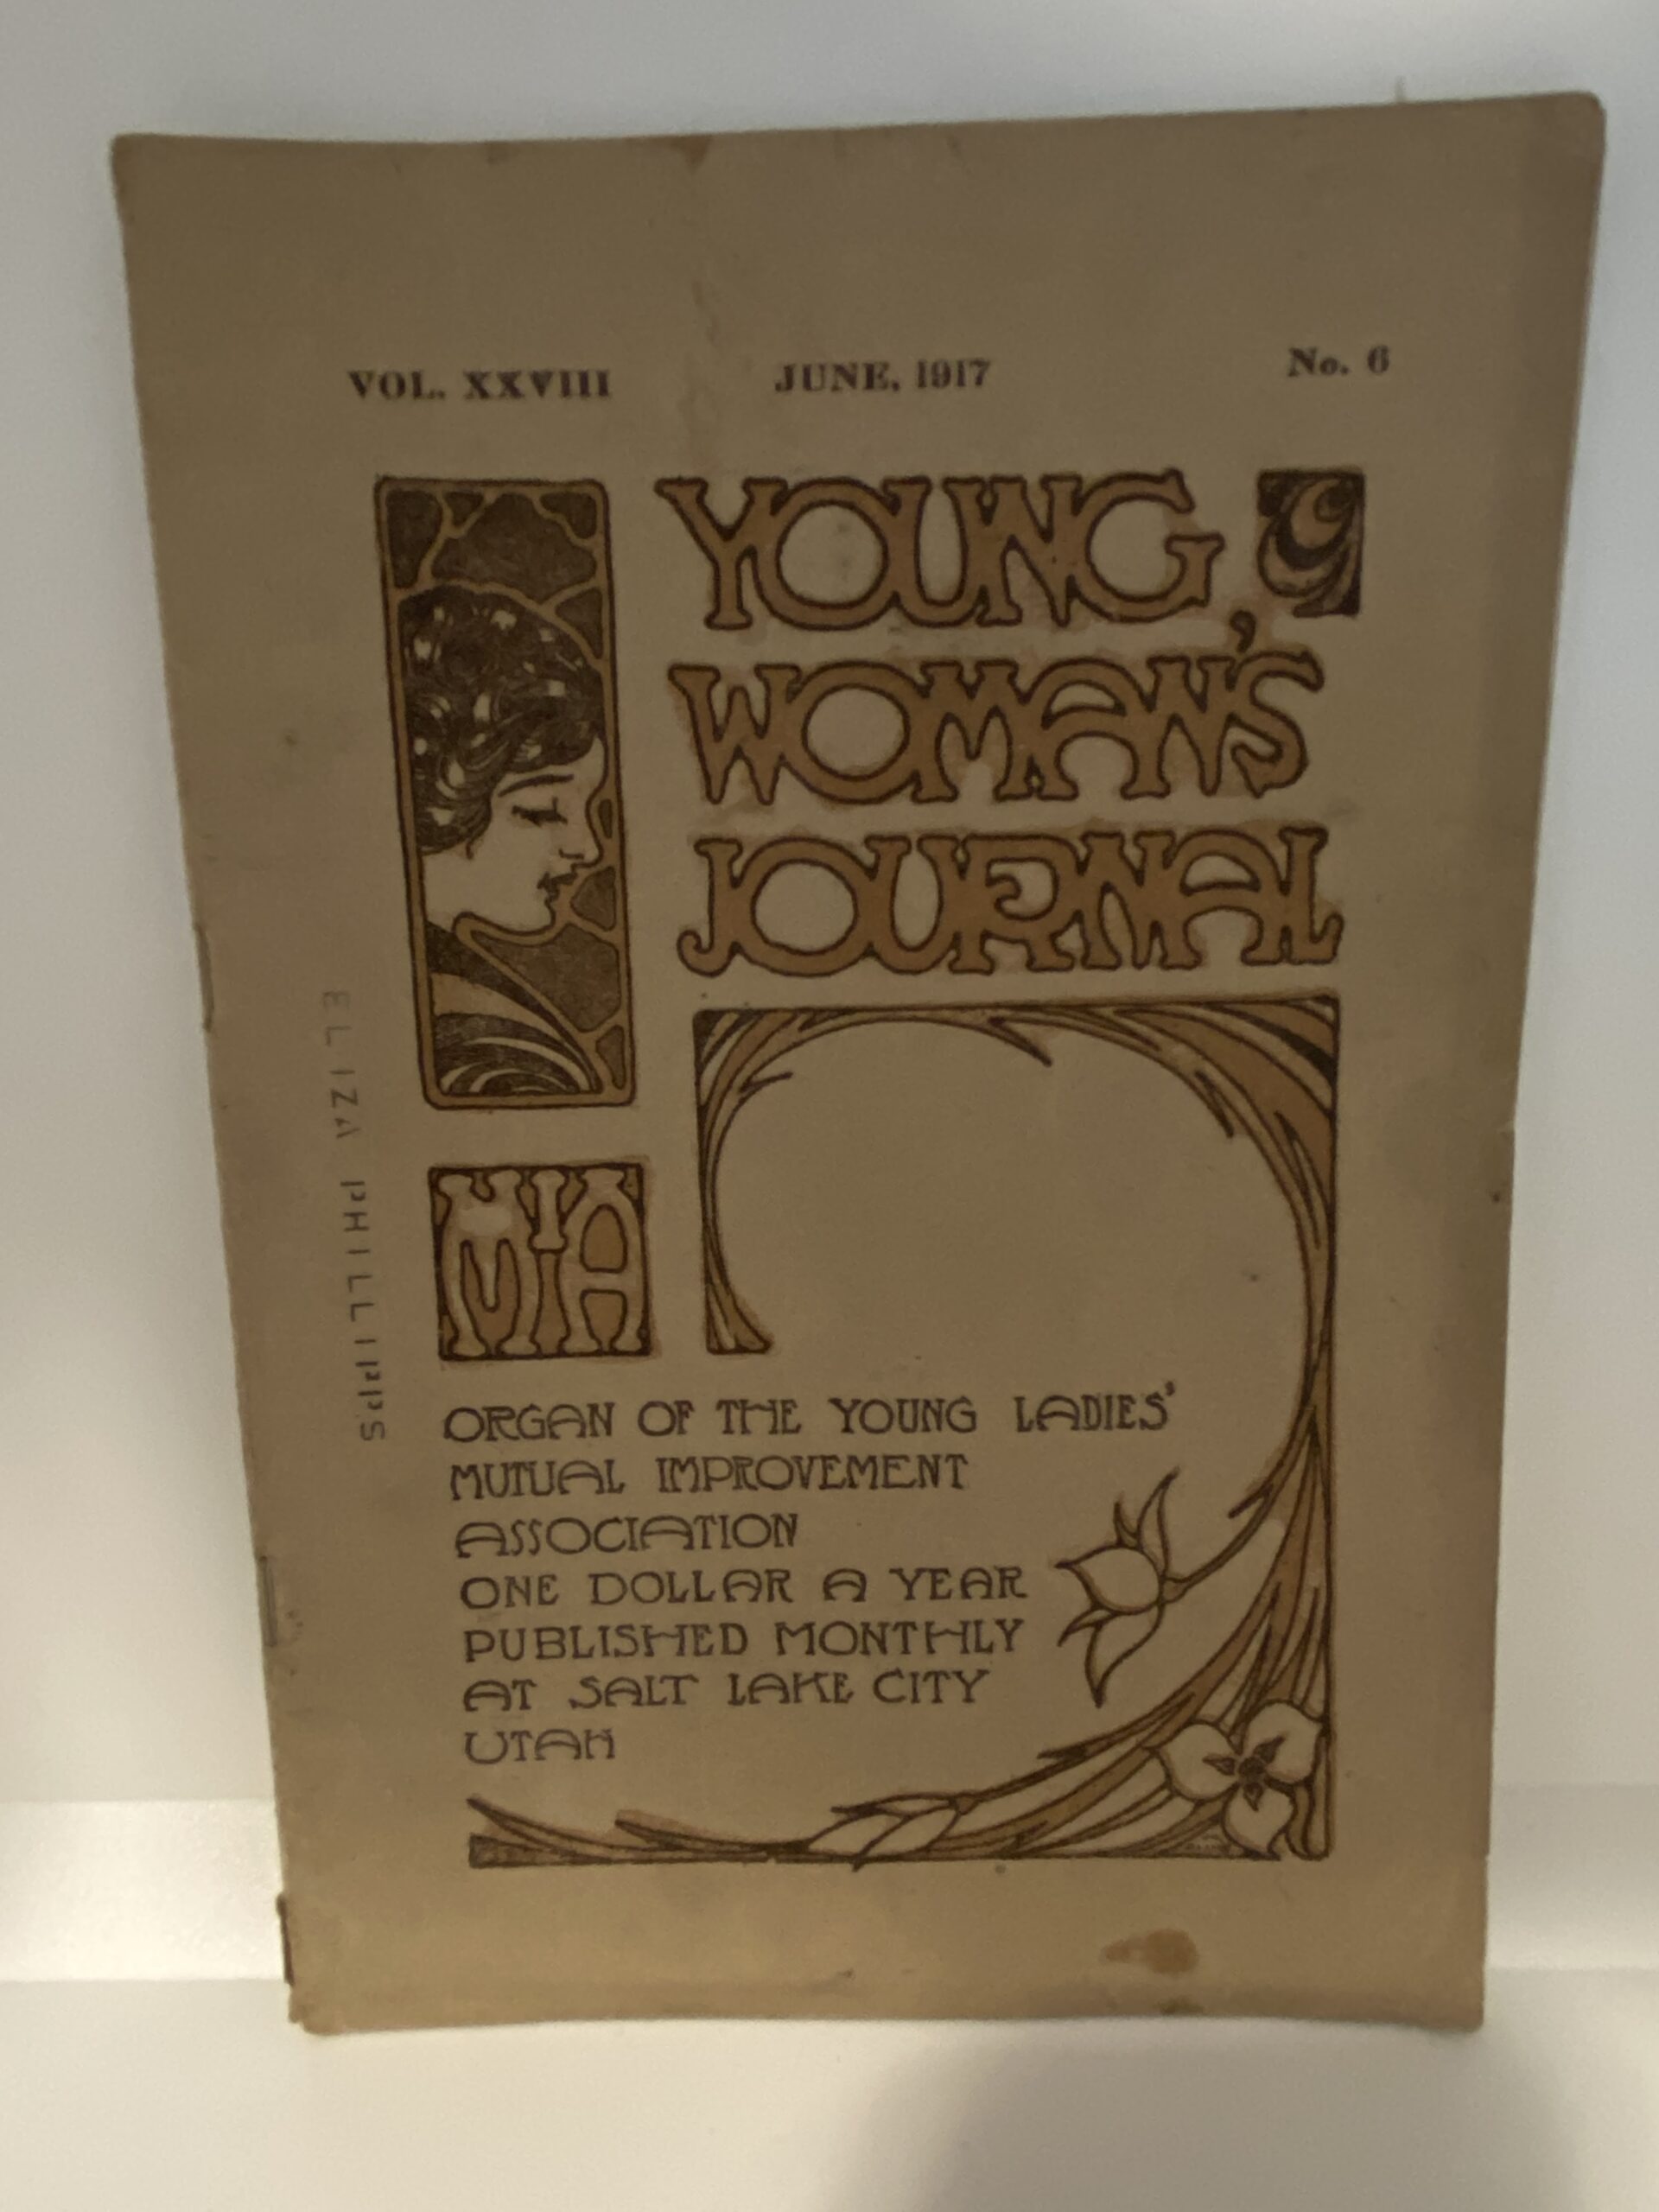 VOL. XXVIII JUNE, 1917 No. 6
YOUNG
WOMAN'S
JOURNAL
ELIZA PHILLIPS
MIA
ORGAN OF THE YOUNG LADIES'
MUTUAL IMPROVEMENT
ASSOCIATION
ONE DOLLAR A YEAR
PUBLISHED MONTHLY
AT SALT LAKE CITY
UTAH